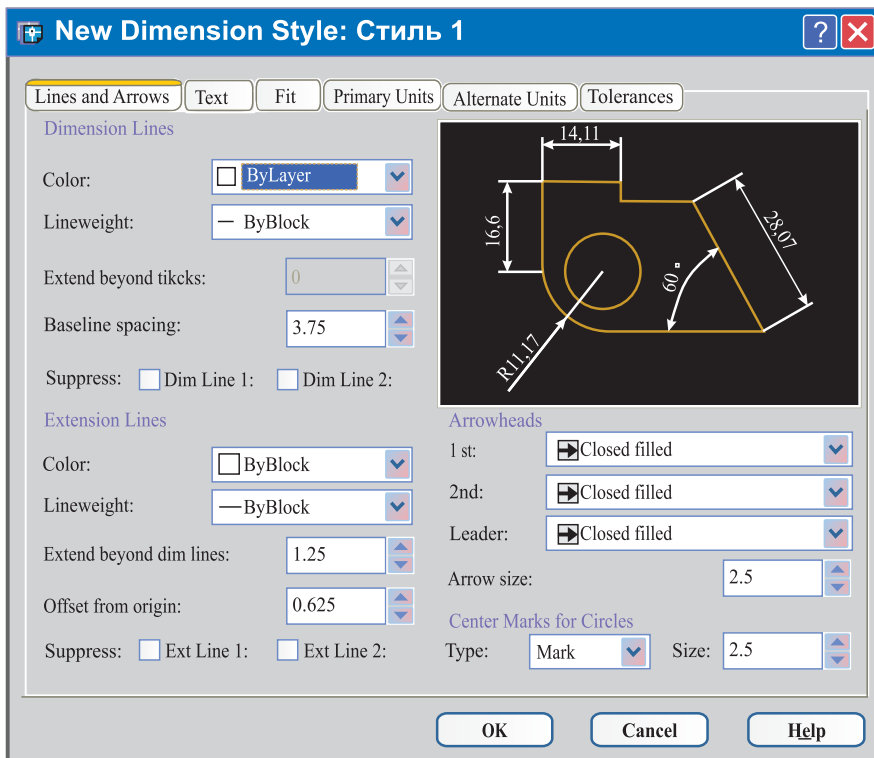 New Dimension Style: Стиль 1
?
Lines and Arrows
Text
Fit
Primary Units
Alternate Units
Tolerances
Dimension Lines
Color:
ByLayer
Lineweight:
ByBlock
Extend beyond tikcks:
0
Baseline spacing:
3.75
Suppress:
Dim Line 1:
Dim Line 2:
Extension Lines
Color:
ByBlock
Lineweight:
ByBlock
Extend beyond dim lines:
1.25
Offset from origin:
0.625
Suppress:
Ext Line 1:
Ext Line 2:
14,11
16,6
28,07
60°
R11,17
Arrowheads
1 st:
Closed filled
2nd:
Closed filled
Leader:
Closed filled
Arrow size:
2.5
Center Marks for Circles
Type:
Mark
Size:
2.5
OK
Cancel
Help